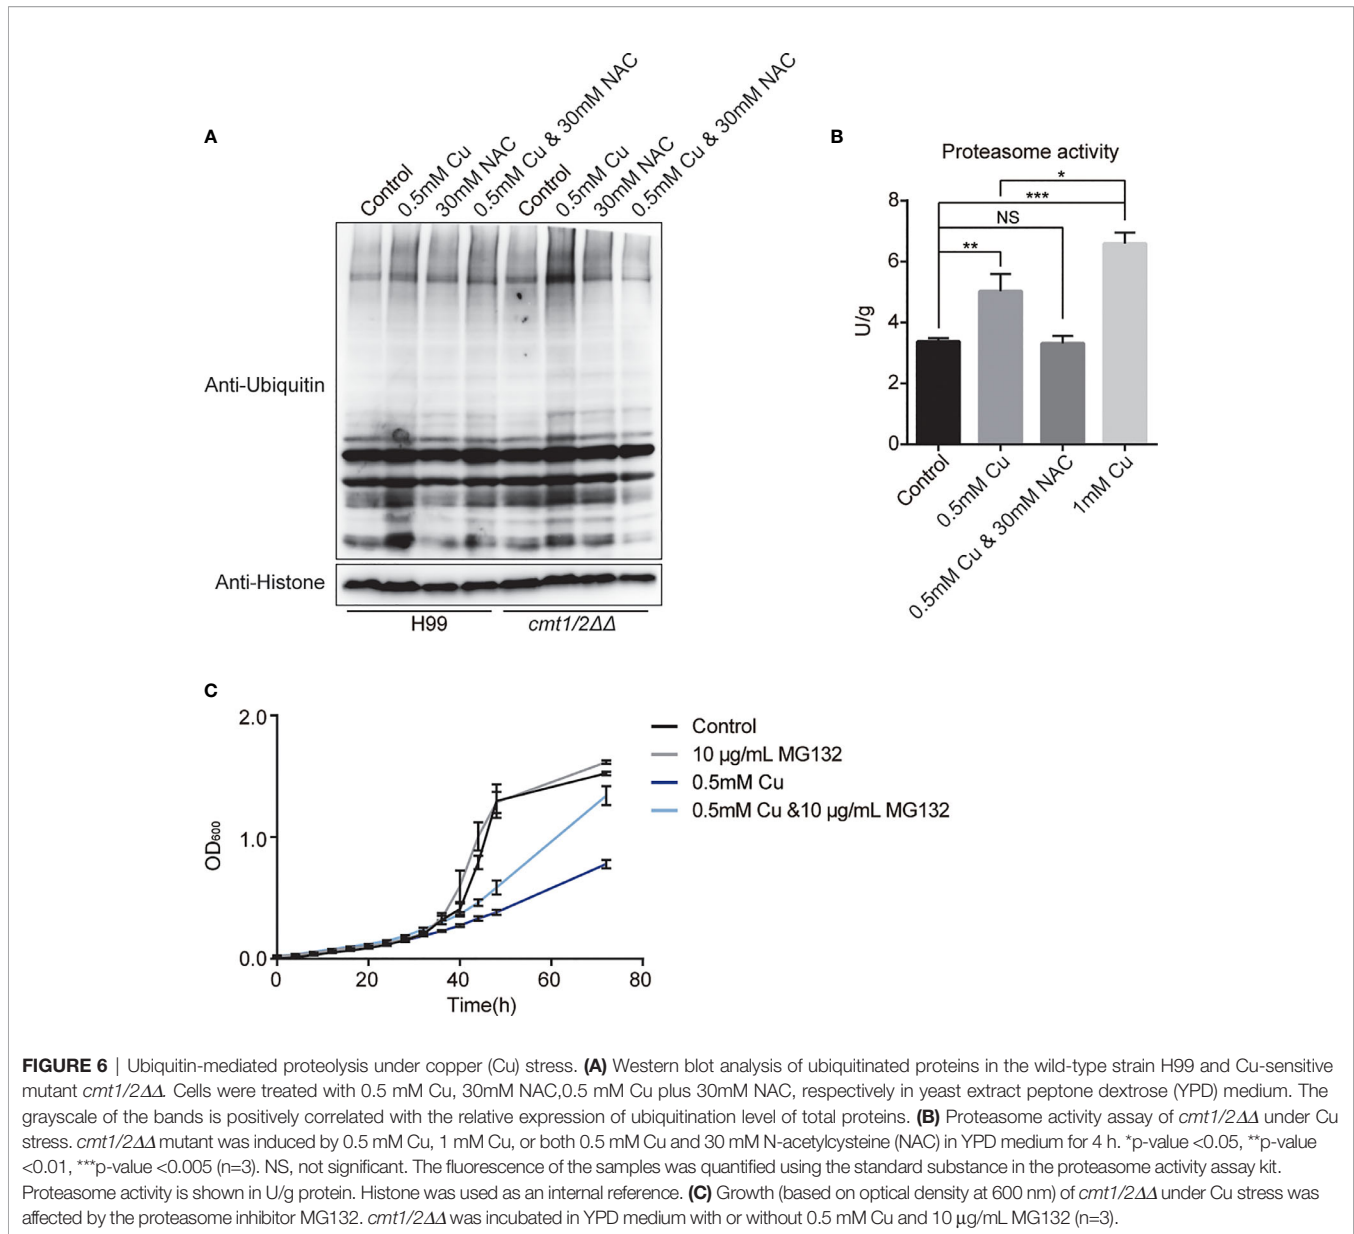 A
Control
0.5mM Cu
30mM NAC
0.5mM Cu & 30mM NAC
Control
0.5mM Cu
30mM NAC
0.5mM Cu & 30mM NAC
Anti-Ubiquitin
Anti-Histone
H99
cmt1/2ΔΔ
B
Proteasome activity
*
***
NS
**
8
6
4
2
0
U/g
Control
0.5mM Cu
0.5mM Cu & 30mM NAC
1mM Cu
C
2.0
1.0
0.0
OD₆₀₀
0
20
40
60
80
Time(h)
Control
10 µg/mL MG132
0.5mM Cu
0.5mM Cu &10 µg/mL MG132
FIGURE 6 | Ubiquitin-mediated proteolysis under copper (Cu) stress. (A) Western blot analysis of ubiquitinated proteins in the wild-type strain H99 and Cu-sensitive
mutant cmt1/2ΔΔ. Cells were treated with 0.5 mM Cu, 30mM NAC,0.5 mM Cu plus 30mM NAC, respectively in yeast extract peptone dextrose (YPD) medium. The
grayscale of the bands is positively correlated with the relative expression of ubiquitination level of total proteins. (B) Proteasome activity assay of cmt1/2ΔΔ under Cu
stress. cmt1/2ΔΔ mutant was induced by 0.5 mM Cu, 1 mM Cu, or both 0.5 mM Cu and 30 mM N-acetylcysteine (NAC) in YPD medium for 4 h. *p-value <0.05, **p-value
<0.01, ***p-value <0.005 (n=3). NS, not significant. The fluorescence of the samples was quantified using the standard substance in the proteasome activity assay kit.
Proteasome activity is shown in U/g protein. Histone was used as an internal reference. (C) Growth (based on optical density at 600 nm) of cmt1/2ΔΔ under Cu stress was
affected by the proteasome inhibitor MG132. cmt1/2ΔΔ was incubated in YPD medium with or without 0.5 mM Cu and 10 µg/mL MG132 (n=3).